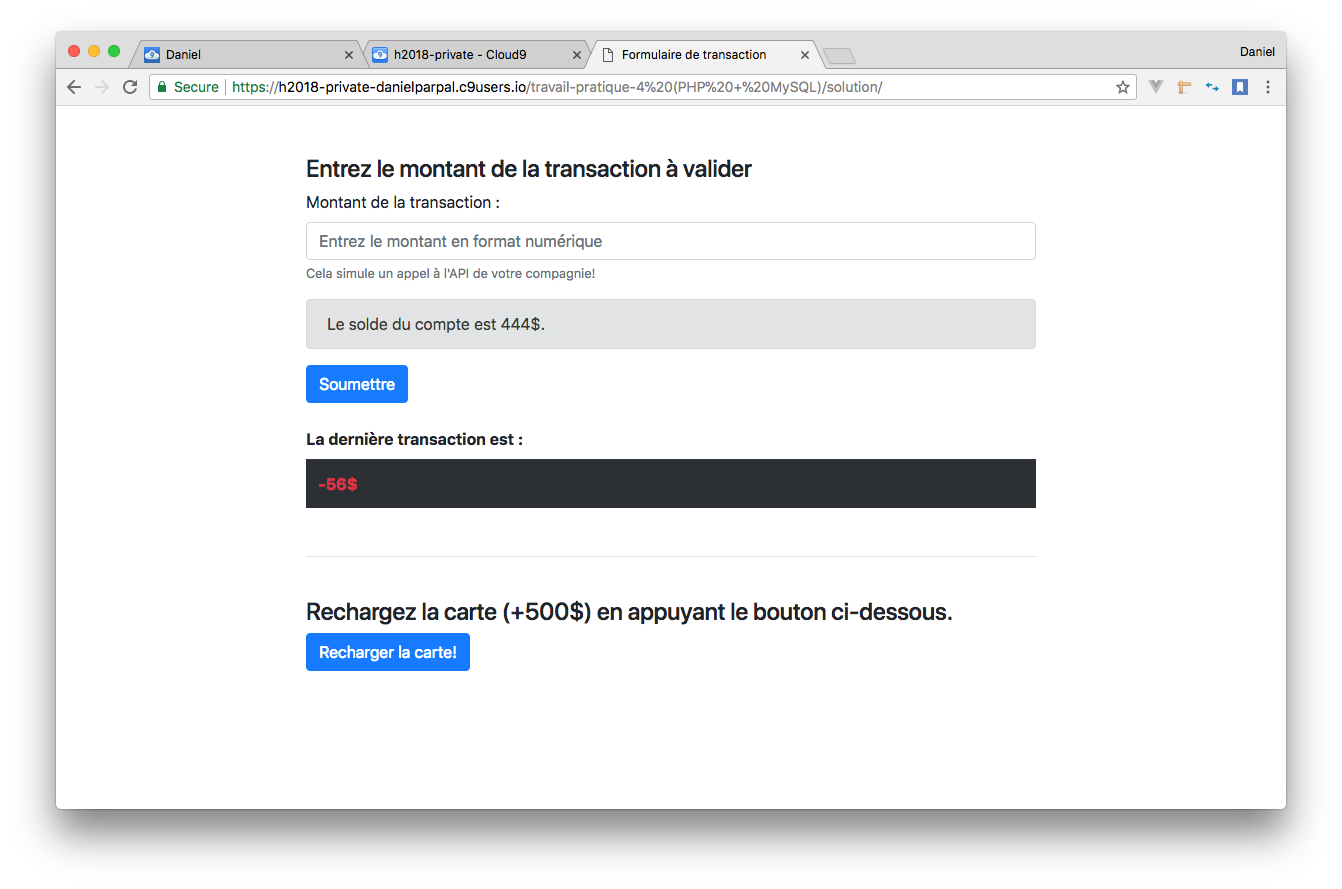 Daniel
h2018-private - Cloud9
Formulaire de transaction
Daniel
Secure
https://h2018-private-danielparpal.c9users.io/travail-pratique-4%20(PHP%20+%20MySQL)/solution/
Entrez le montant de la transaction à valider
Montant de la transaction :
Entrez le montant en format numérique
Cela simule un appel à l'API de votre compagnie!
Le solde du compte est 444$.
Soumettre
La dernière transaction est :
-56$
Rechargez la carte (+500$) en appuyant le bouton ci-dessous.
Recharger la carte!